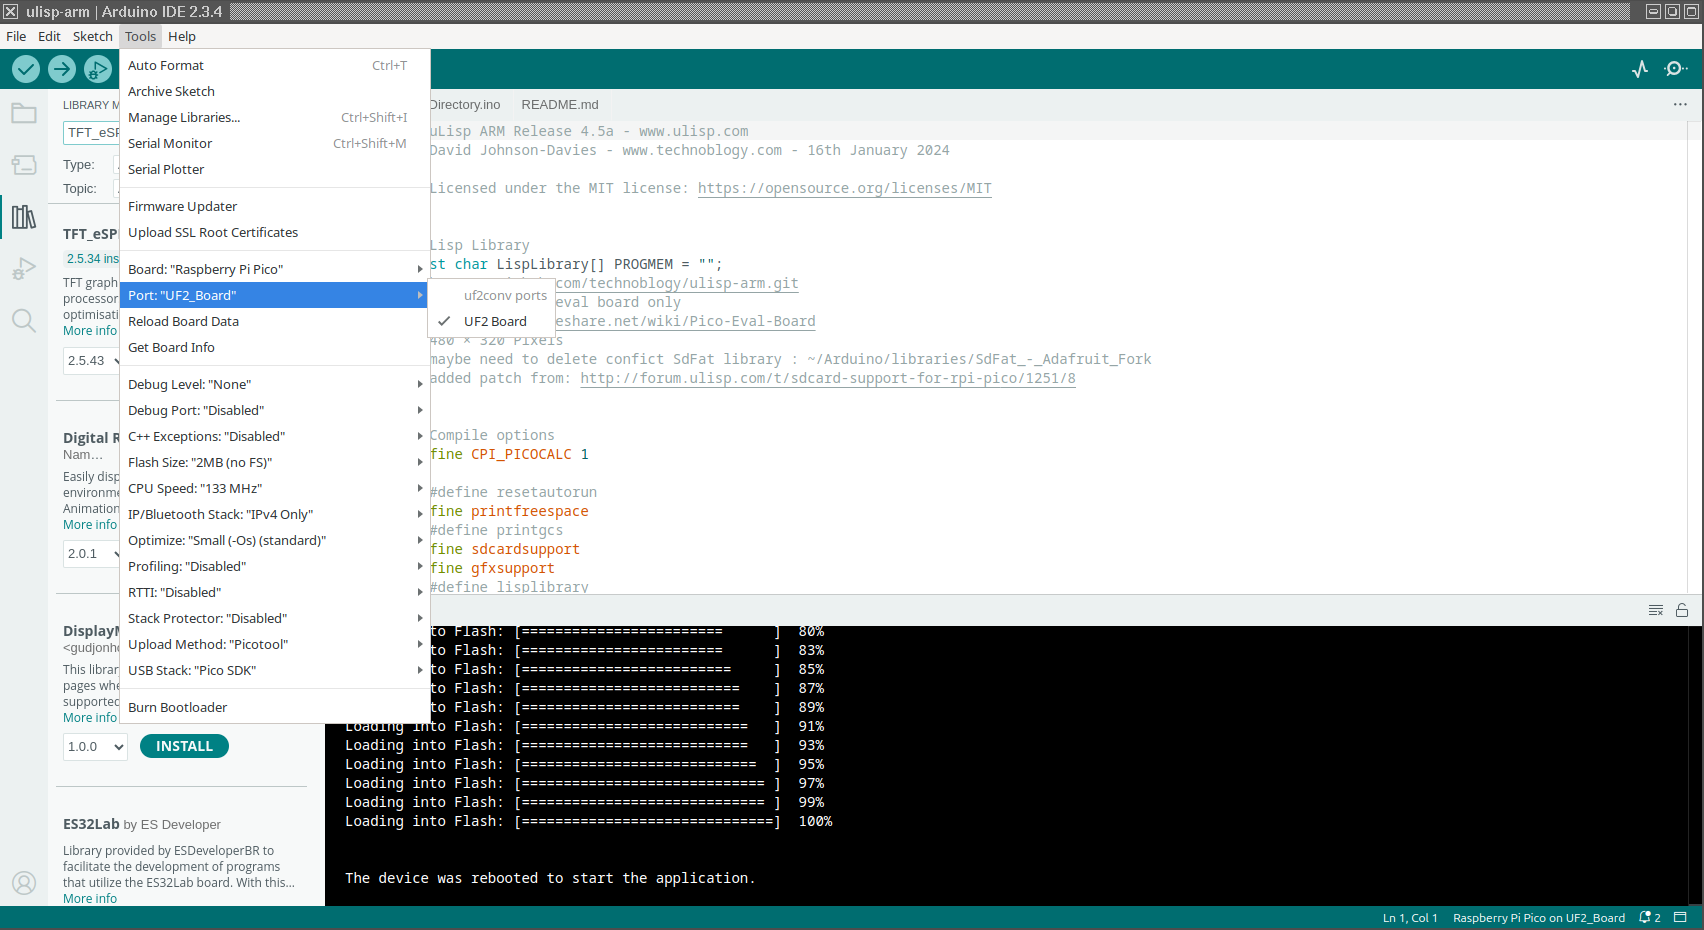 ulisp-arm | Arduino IDE 2.3.4
File Edit Sketch Tools Help
Auto Format Ctrl+T
Archive Sketch
Manage Libraries... Ctrl+Shift+I
Serial Monitor Ctrl+Shift+M
Serial Plotter
Firmware Updater
Upload SSL Root Certificates
Board: "Raspberry Pi Pico"
Port: "UF2_Board"
Reload Board Data
Get Board Info
Debug Level: "None"
Debug Port: "Disabled"
C++ Exceptions: "Disabled"
Flash Size: "2MB (no FS)"
CPU Speed: "133 MHz"
IP/Bluetooth Stack: "IPv4 Only"
Optimize: "Small (-Os) (standard)"
Profiling: "Disabled"
RTTI: "Disabled"
Stack Protector: "Disabled"
Upload Method: "Picotool"
USB Stack: "Pico SDK"
Burn Bootloader
uf2conv ports
UF2 Board
LIBRARY M
TFT_eSP
Type:
Topic:
TFT_eSP
2.5.34 ins
TFT graph
processor
optimisati
More info
2.5.43
Digital R
Nam…
Easily disp
environme
Animation
More info
2.0.1
DisplayM
<gudjonho
This librar
pages whe
supported
More info
1.0.0 INSTALL
ES32Lab by ES Developer
Library provided by ESDeveloperBR to
facilitate the development of programs
that utilize the ES32Lab board. With this...
More info
Directory.ino README.md
uLisp ARM Release 4.5a - www.ulisp.com
David Johnson-Davies - www.technoblogy.com - 16th January 2024
Licensed under the MIT license: https://opensource.org/licenses/MIT
Lisp Library
st char LispLibrary[] PROGMEM = "";
com/technoblogy/ulisp-arm.git
eval board only
eshare.net/wiki/Pico-Eval-Board
480 × 320 Pixels
maybe need to delete confict SdFat library : ~/Arduino/libraries/SdFat_-_Adafruit_Fork
added patch from: http://forum.ulisp.com/t/sdcard-support-for-rpi-pico/1251/8
Compile options
fine CPI_PICOCALC 1
#define resetautorun
fine printfreespace
#define printgcs
fine sdcardsupport
fine gfxsupport
#define lisplibrary
to Flash: [======================== ] 80%
to Flash: [======================== ] 83%
to Flash: [========================= ] 85%
to Flash: [========================== ] 87%
to Flash: [========================== ] 89%
Loading into Flash: [=========================== ] 91%
Loading into Flash: [=========================== ] 93%
Loading into Flash: [============================ ] 95%
Loading into Flash: [============================= ] 97%
Loading into Flash: [============================= ] 99%
Loading into Flash: [==============================] 100%
The device was rebooted to start the application.
Ln 1, Col 1 Raspberry Pi Pico on UF2_Board 2